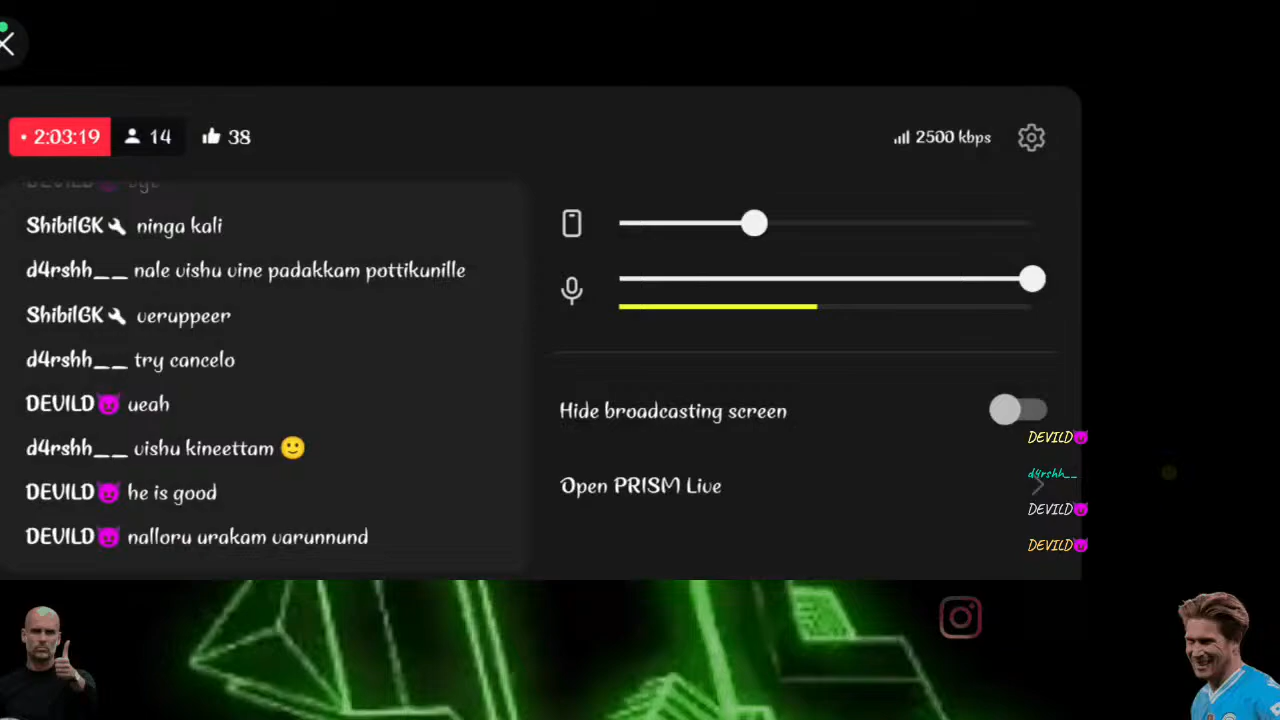 2:03:19 14 38 2500 kbps
DEVILD😈 bye
ShibilGK🔧 ninga kali
d4rshh__ nale vishu vine padakkam pottikunille
ShibilGK🔧 veruppeer
d4rshh__ try cancelo
DEVILD😈 ueah
d4rshh__ vishu kineettam 🙂
DEVILD😈 he is good
DEVILD😈 nalloru urakam varunnund
Hide broadcasting screen
Open PRISM Live
DEVILD😈
d4rshh__
DEVILD😈
DEVILD😈